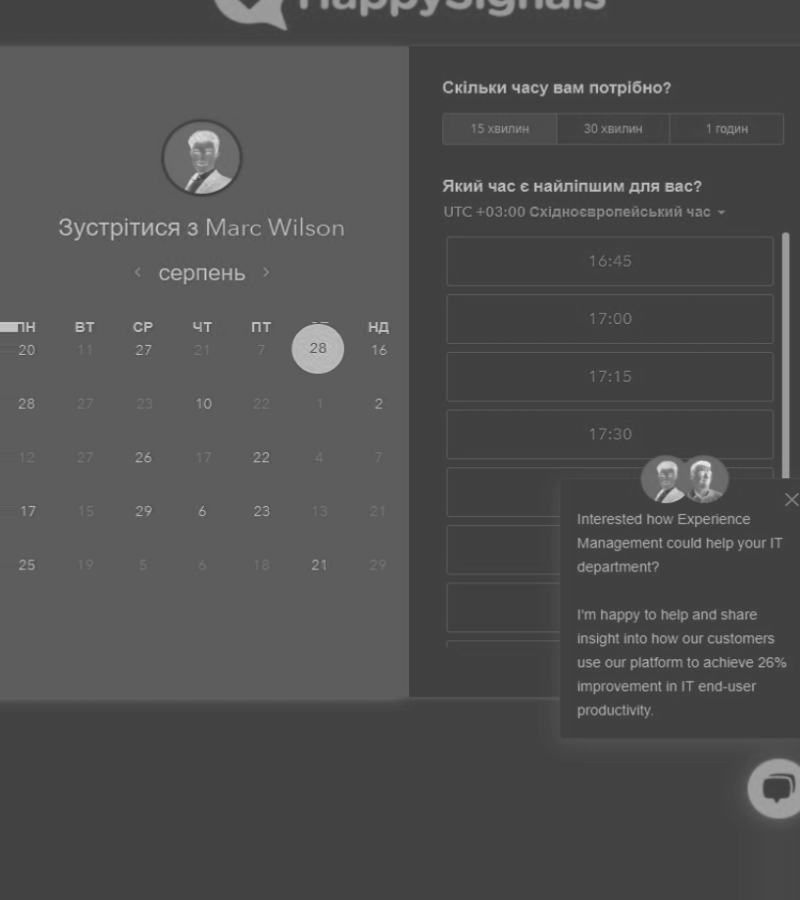 HappySignals
Зустрітися з Marc Wilson
серпень
ПН ВТ СР ЧТ ПТ НД
20 11 27 21 7 28 16
28 27 23 10 22 1 2
12 27 26 17 22 4 7
17 15 29 6 23 13 21
25 19 5 6 18 21 29
Скільки часу вам потрібно?
15 хвилин 30 хвилин 1 годин
Який час є найліпшим для вас?
UTC +03:00 Східноєвропейський час
16:45
17:00
17:15
17:30
Interested how Experience
Management could help your IT
department?
I'm happy to help and share
insight into how our customers
use our platform to achieve 26%
improvement in IT end-user
productivity.